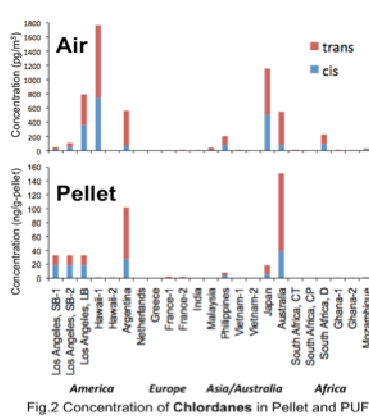 Air
Concentration (pg/m³)
1800
1600
1400
1200
1000
800
600
400
200
0
trans
cis
Pellet
Concentration (ng/g-pellet)
160
140
120
100
80
60
40
20
0
Los Angeles, SB-1
Los Angeles, SB-2
Los Angeles, LB
Hawaii-1
Hawaii-2
Argentina
Netherlands
Greece
France-1
France-2
India
Malaysia
Philippines
Vietnam-1
Vietnam-2
Japan
Australia
South Africa, CT
South Africa, CP
South Africa, D
Ghana-1
Ghana-2
Mozambique
America Europe Asia/Australia Africa
Fig.2 Concentration of Chlordanes in Pellet and PUF